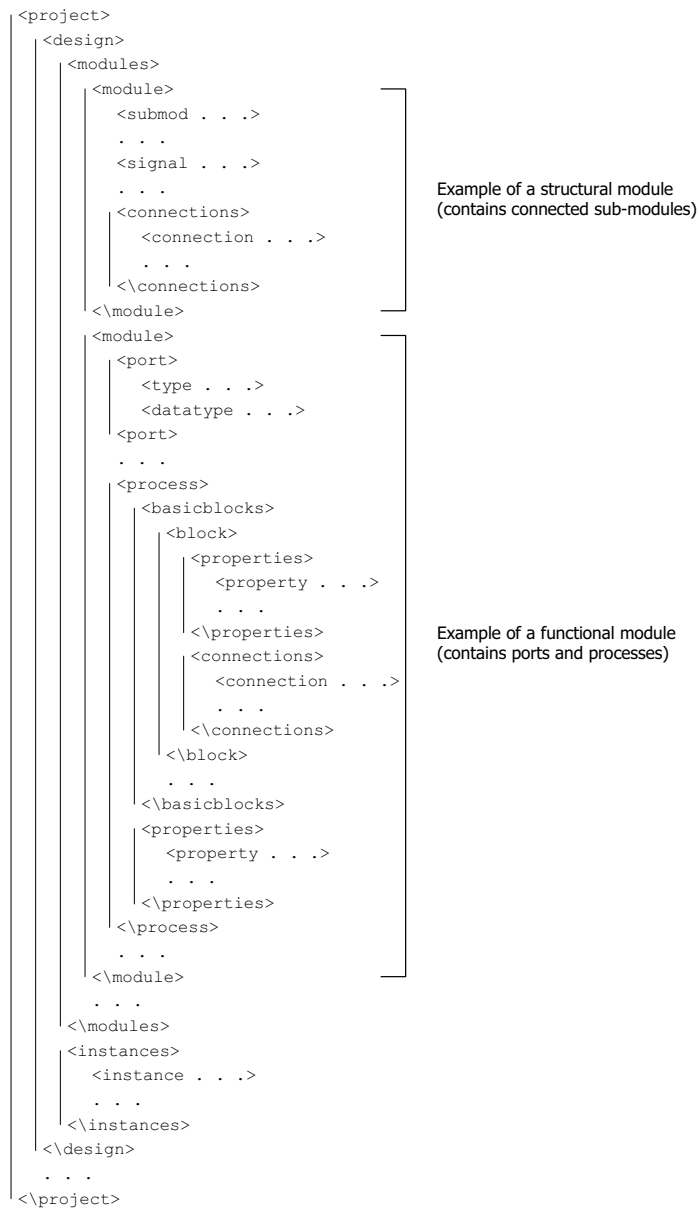 <project>
<design>
<modules>
<module>
<submod . . .>
. . .
<signal . . .>
. . .
<connections>
<connection . . .>
. . .
<\connections>
<\module>
Example of a structural module
(contains connected sub-modules)
<module>
<port>
<type . . .>
<datatype . . .>
<port>
. . .
<process>
<basicblocks>
<block>
<properties>
<property . . .>
. . .
<\properties>
<connections>
<connection . . .>
. . .
<\connections>
<\block>
. . .
<\basicblocks>
<properties>
<property . . .>
. . .
<\properties>
<\process>
. . .
<\module>
Example of a functional module
(contains ports and processes)
. . .
<\modules>
<instances>
<instance . . .>
. . .
<\instances>
<\design>
. . .
<\project>